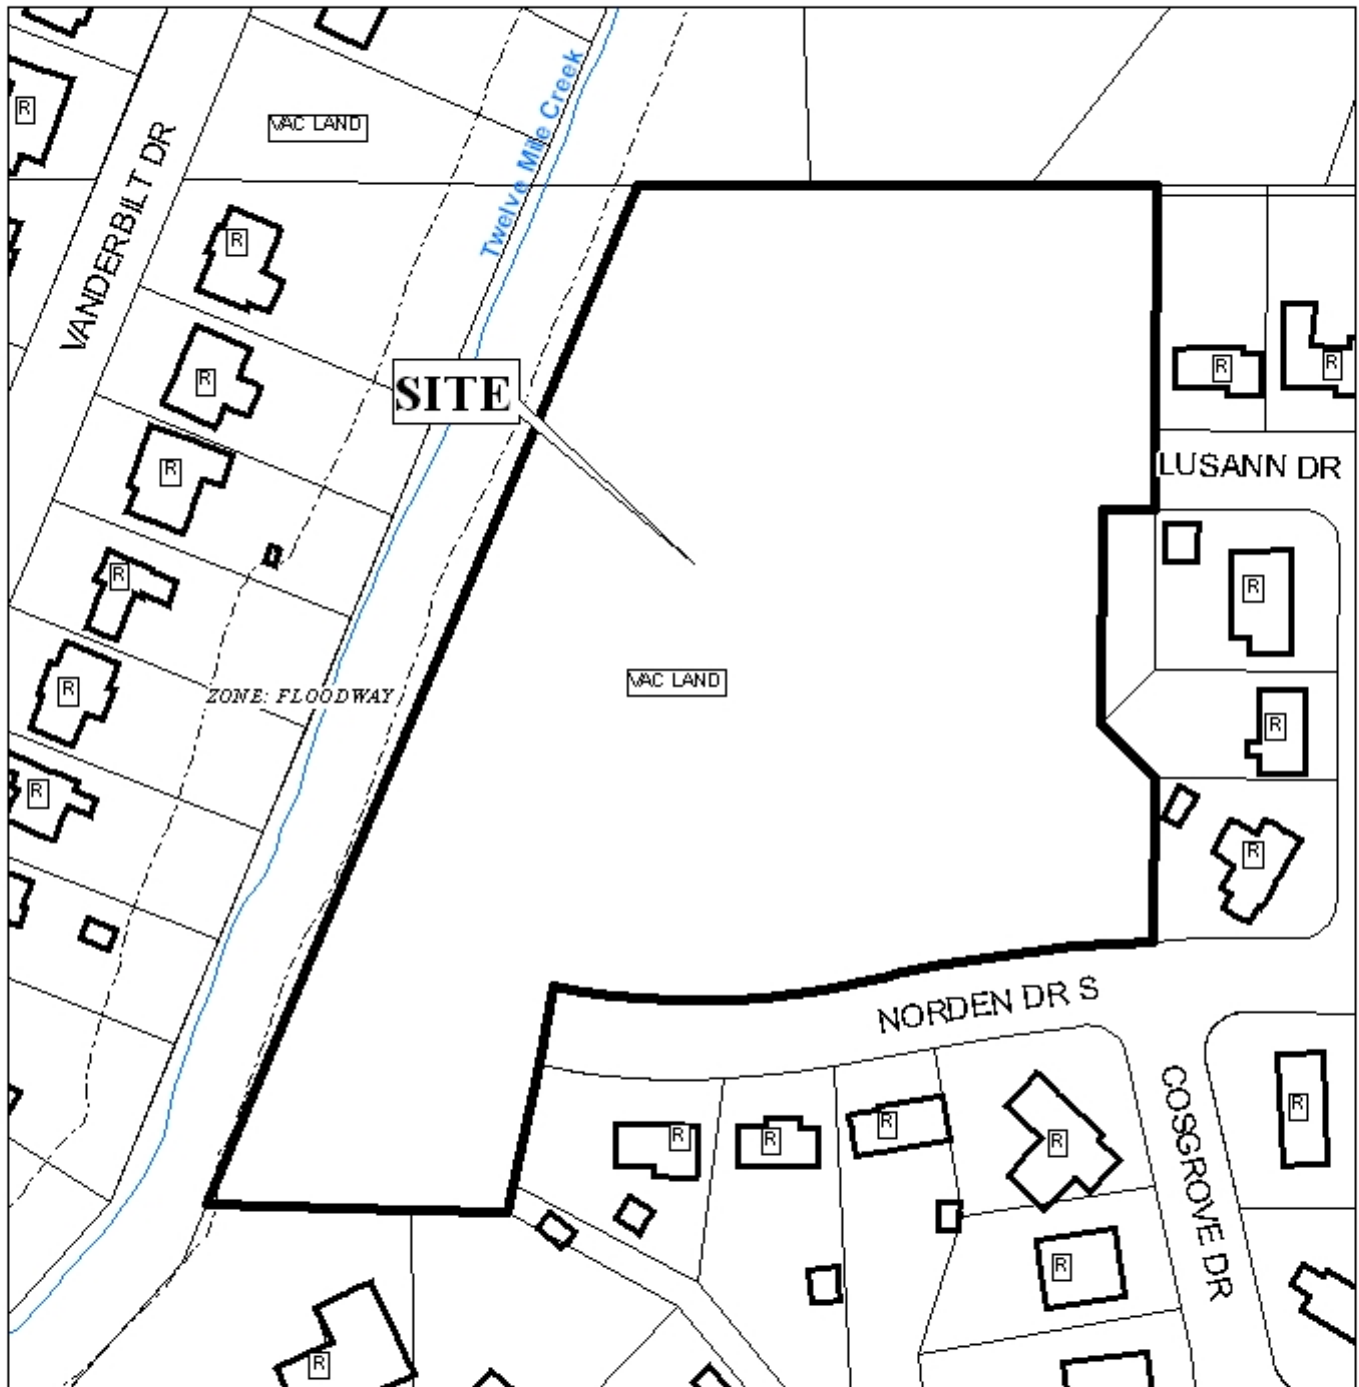 R
VAC LAND
Twelve Mile Creek
VANDERBILT DR
R
R
R
R
SITE
R
LUSANN DR
R
R
R
R
ZONE: FLOODWAY
VAC LAND
R
R
R
NORDEN DR S
COSGROVE DR
R
R
R
R
R
R
R